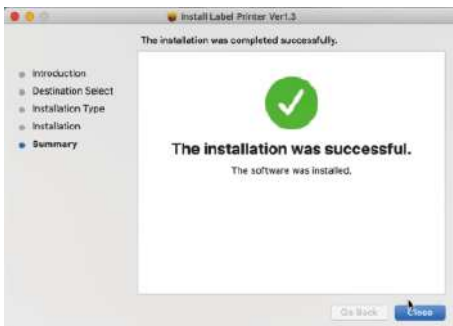 Install Label Printer Ver1.3
The installation was completed successfully.
Introduction
Destination Select
Installation Type
Installation
Summary
The installation was successful.
The software was installed.
Go Back
Close